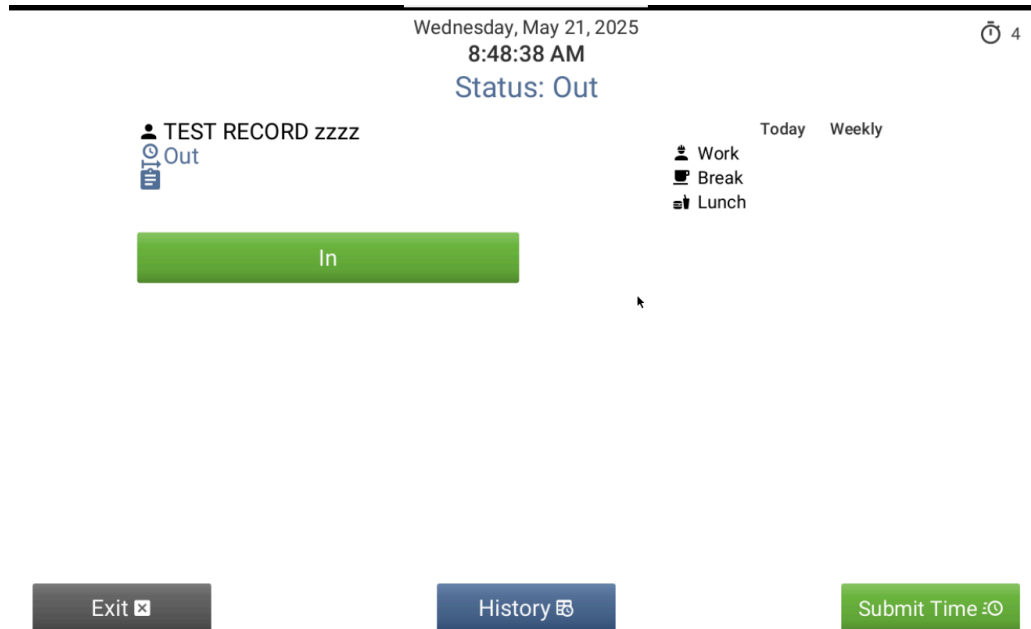 Wednesday, May 21, 2025
8:48:38 AM
4
Status: Out
TEST RECORD zzzz
Out
Today Weekly
Work
Break
Lunch
In
Exit
History
Submit Time